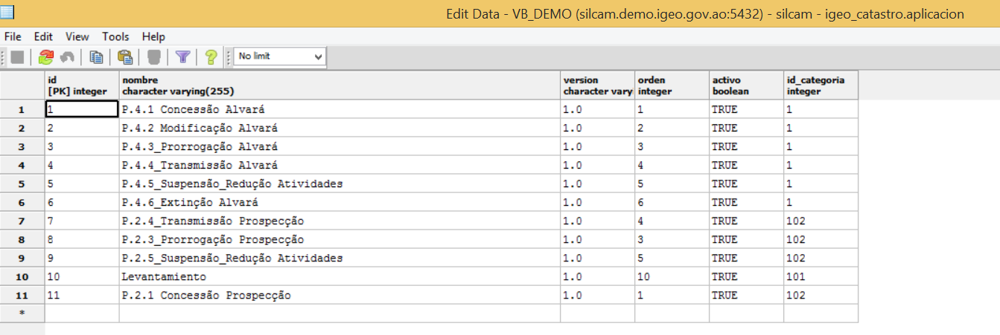 Edit Data - VB_DEMO (silcam.demo.igeo.gov.ao:5432) - silcam - igeo_catastro.aplicacion
File Edit View Tools Help
No limit
id nombre version orden activo id_categoria
[PK] integer character varying(255) character vary integer boolean integer
1 1 P.4.1 Concessão Alvará 1.0 1 TRUE 1
2 2 P.4.2 Modificação Alvará 1.0 2 TRUE 1
3 3 P.4.3_Prorrogação Alvará 1.0 3 TRUE 1
4 4 P.4.4_Transmissão Alvará 1.0 4 TRUE 1
5 5 P.4.5_Suspensão_Redução Atividades 1.0 5 TRUE 1
6 6 P.4.6_Extinção Alvará 1.0 6 TRUE 1
7 7 P.2.4_Transmissão Prospecção 1.0 4 TRUE 102
8 8 P.2.3_Prorrogação Prospecção 1.0 3 TRUE 102
9 9 P.2.5_Suspensão_Redução Atividades 1.0 5 TRUE 102
10 10 Levantamiento 1.0 10 TRUE 101
11 11 P.2.1 Concessão Prospecção 1.0 1 TRUE 102
*